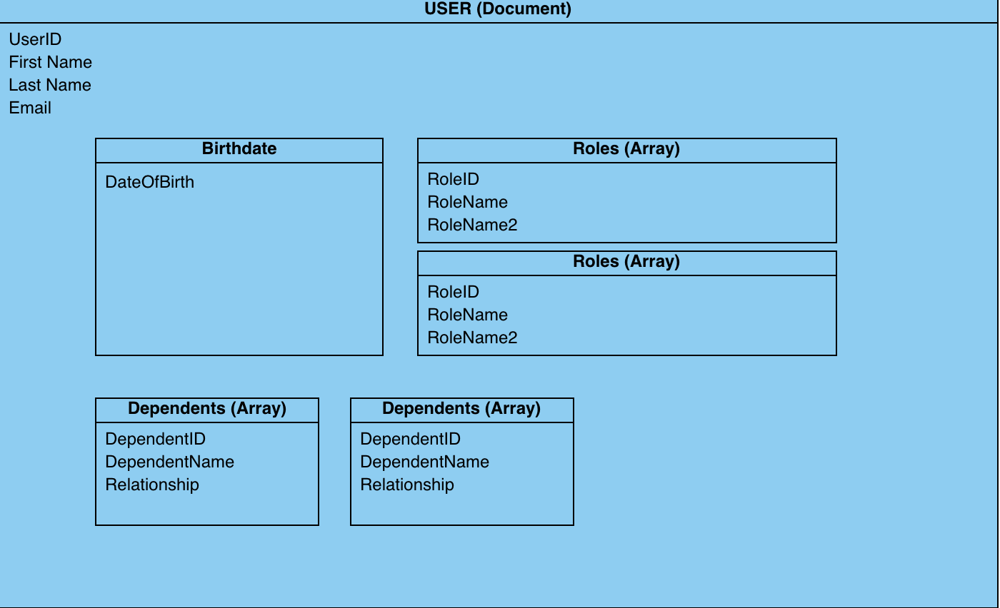 USER (Document)
UserID
First Name
Last Name
Email
Birthdate
DateOfBirth
Roles (Array)
RoleID
RoleName
RoleName2
Roles (Array)
RoleID
RoleName
RoleName2
Dependents (Array)
DependentID
DependentName
Relationship
Dependents (Array)
DependentID
DependentName
Relationship